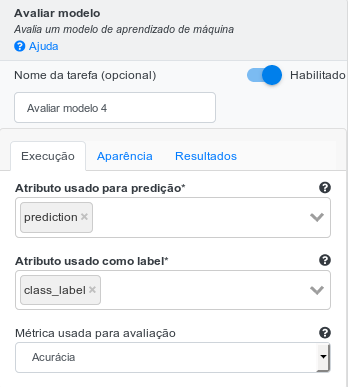 Avaliar modelo
Avalia um modelo de aprendizado de máquina
Ajuda
Nome da tarefa (opcional) Habilitado
Avaliar modelo 4
Execução Aparência Resultados
Atributo usado para predição*
prediction ×
Atributo usado como label*
class_label ×
Métrica usada para avaliação
Acurácia